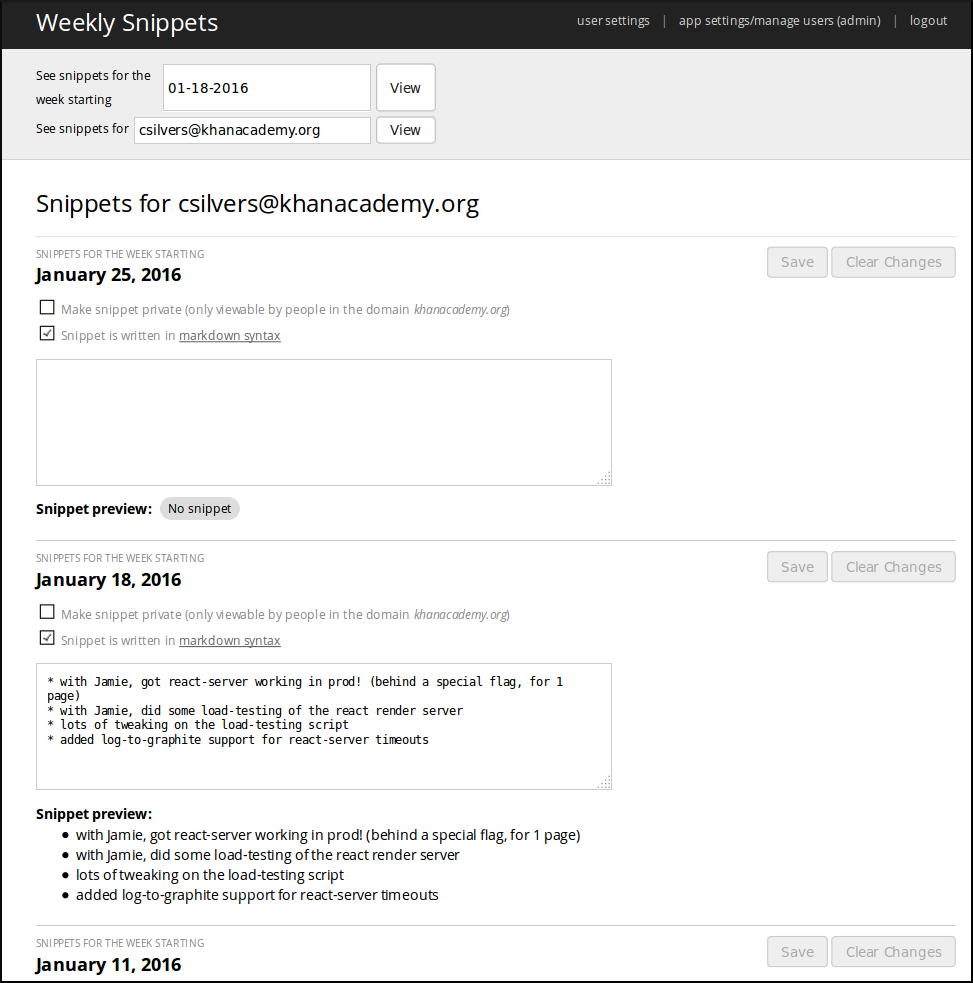 Weekly Snippets
user settings | app settings/manage users (admin) | logout
See snippets for the
week starting
01-18-2016
View
See snippets for
csilvers@khanacademy.org
View
Snippets for csilvers@khanacademy.org
SNIPPETS FOR THE WEEK STARTING
January 25, 2016
Save
Clear Changes
Make snippet private (only viewable by people in the domain khanacademy.org)
Snippet is written in markdown syntax
Snippet preview: No snippet
SNIPPETS FOR THE WEEK STARTING
January 18, 2016
Save
Clear Changes
Make snippet private (only viewable by people in the domain khanacademy.org)
Snippet is written in markdown syntax
* with Jamie, got react-server working in prod! (behind a special flag, for 1
page)
* with Jamie, did some load-testing of the react render server
* lots of tweaking on the load-testing script
* added log-to-graphite support for react-server timeouts
Snippet preview:
• with Jamie, got react-server working in prod! (behind a special flag, for 1 page)
• with Jamie, did some load-testing of the react render server
• lots of tweaking on the load-testing script
• added log-to-graphite support for react-server timeouts
SNIPPETS FOR THE WEEK STARTING
January 11, 2016
Save
Clear Changes